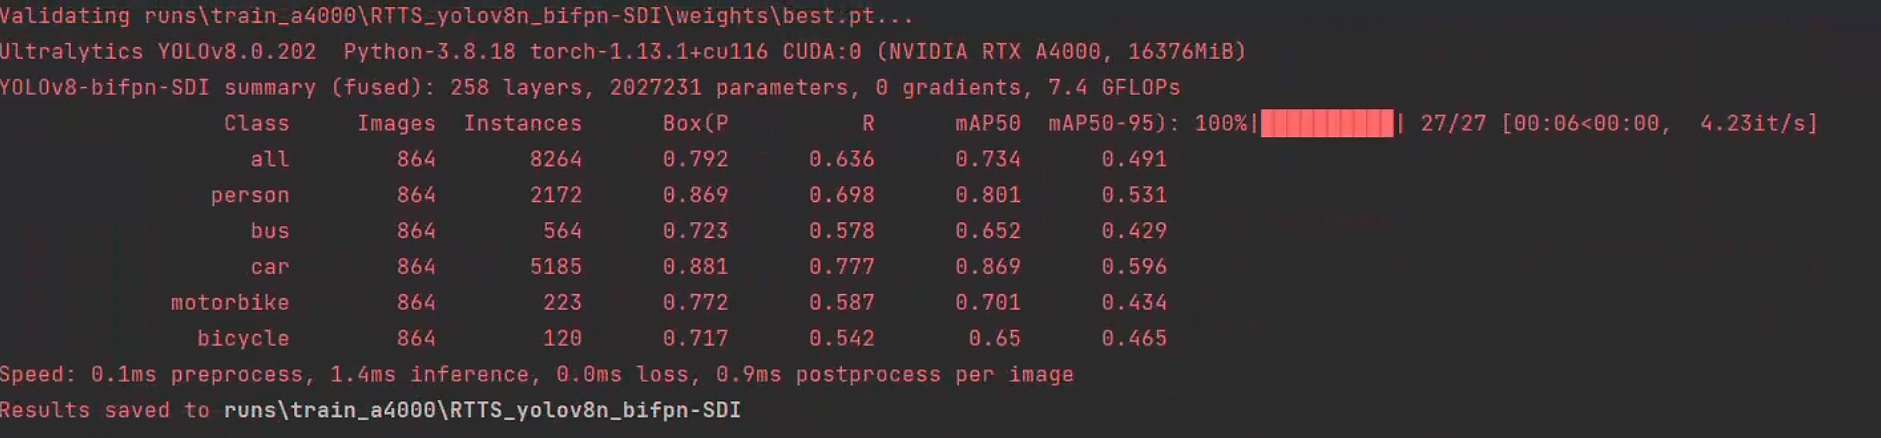 Validating runs\train_a4000\RTTS_yolov8n_bifpn-SDI\weights\best.pt...
Ultralytics YOLOv8.0.202  Python-3.8.18 torch-1.13.1+cu116 CUDA:0 (NVIDIA RTX A4000, 16376MiB)
YOLOv8-bifpn-SDI summary (fused): 258 layers, 2027231 parameters, 0 gradients, 7.4 GFLOPs
Class Images Instances Box(P R mAP50 mAP50-95): 100%|██████████| 27/27 [00:06<00:00, 4.23it/s]
all 864 8264 0.792 0.636 0.734 0.491
person 864 2172 0.869 0.698 0.801 0.531
bus 864 564 0.723 0.578 0.652 0.429
car 864 5185 0.881 0.777 0.869 0.596
motorbike 864 223 0.772 0.587 0.701 0.434
bicycle 864 120 0.717 0.542 0.65 0.465
Speed: 0.1ms preprocess, 1.4ms inference, 0.0ms loss, 0.9ms postprocess per image
Results saved to runs\train_a4000\RTTS_yolov8n_bifpn-SDI